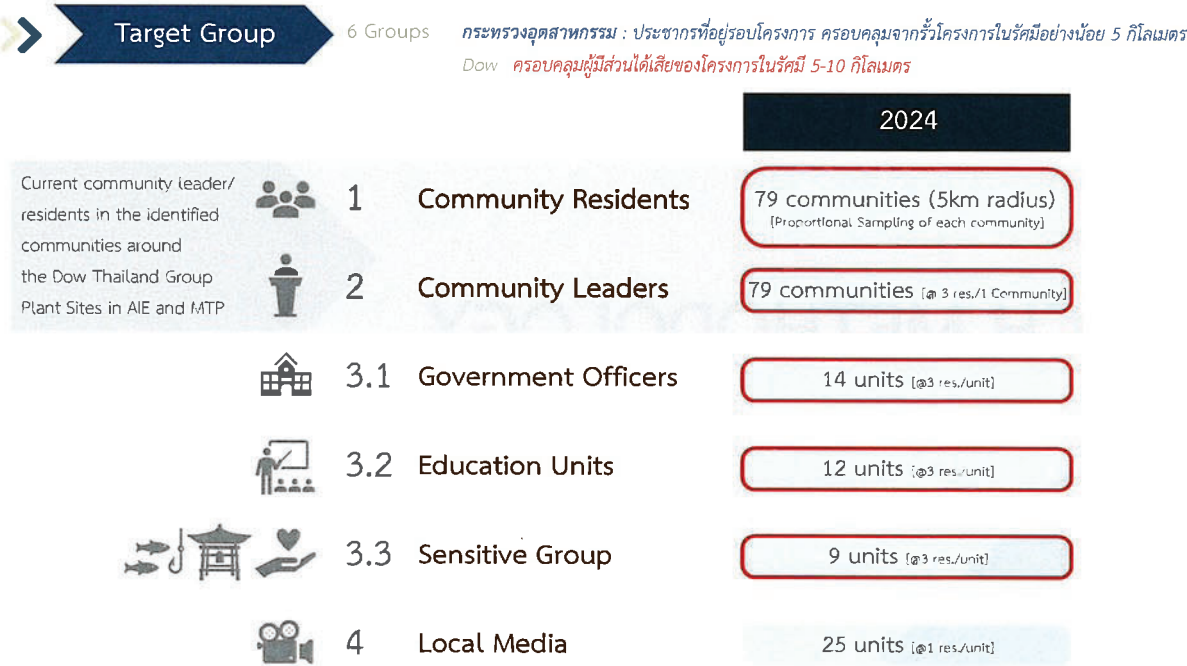 Target Group
6 Groups
กระทรวงอุตสาหกรรม : ประชากรที่อยู่รอบโครงการ ครอบคลุมจากรั้วโครงการในรัศมีอย่างน้อย 5 กิโลเมตร
Dow ครอบคลุมผู้มีส่วนได้เสียของโครงการในรัศมี 5-10 กิโลเมตร
2024
Current community leader/
residents in the identified
communities around
the Dow Thailand Group
Plant Sites in AIE and MTP
1 Community Residents
79 communities (5km radius)
[Proportional Sampling of each community]
2 Community Leaders
79 communities [@ 3 res./1 Community]
3.1 Government Officers
14 units [@3 res./unit]
3.2 Education Units
12 units [@3 res./unit]
3.3 Sensitive Group
9 units [@3 res./unit]
4 Local Media
25 units [@1 res./unit]